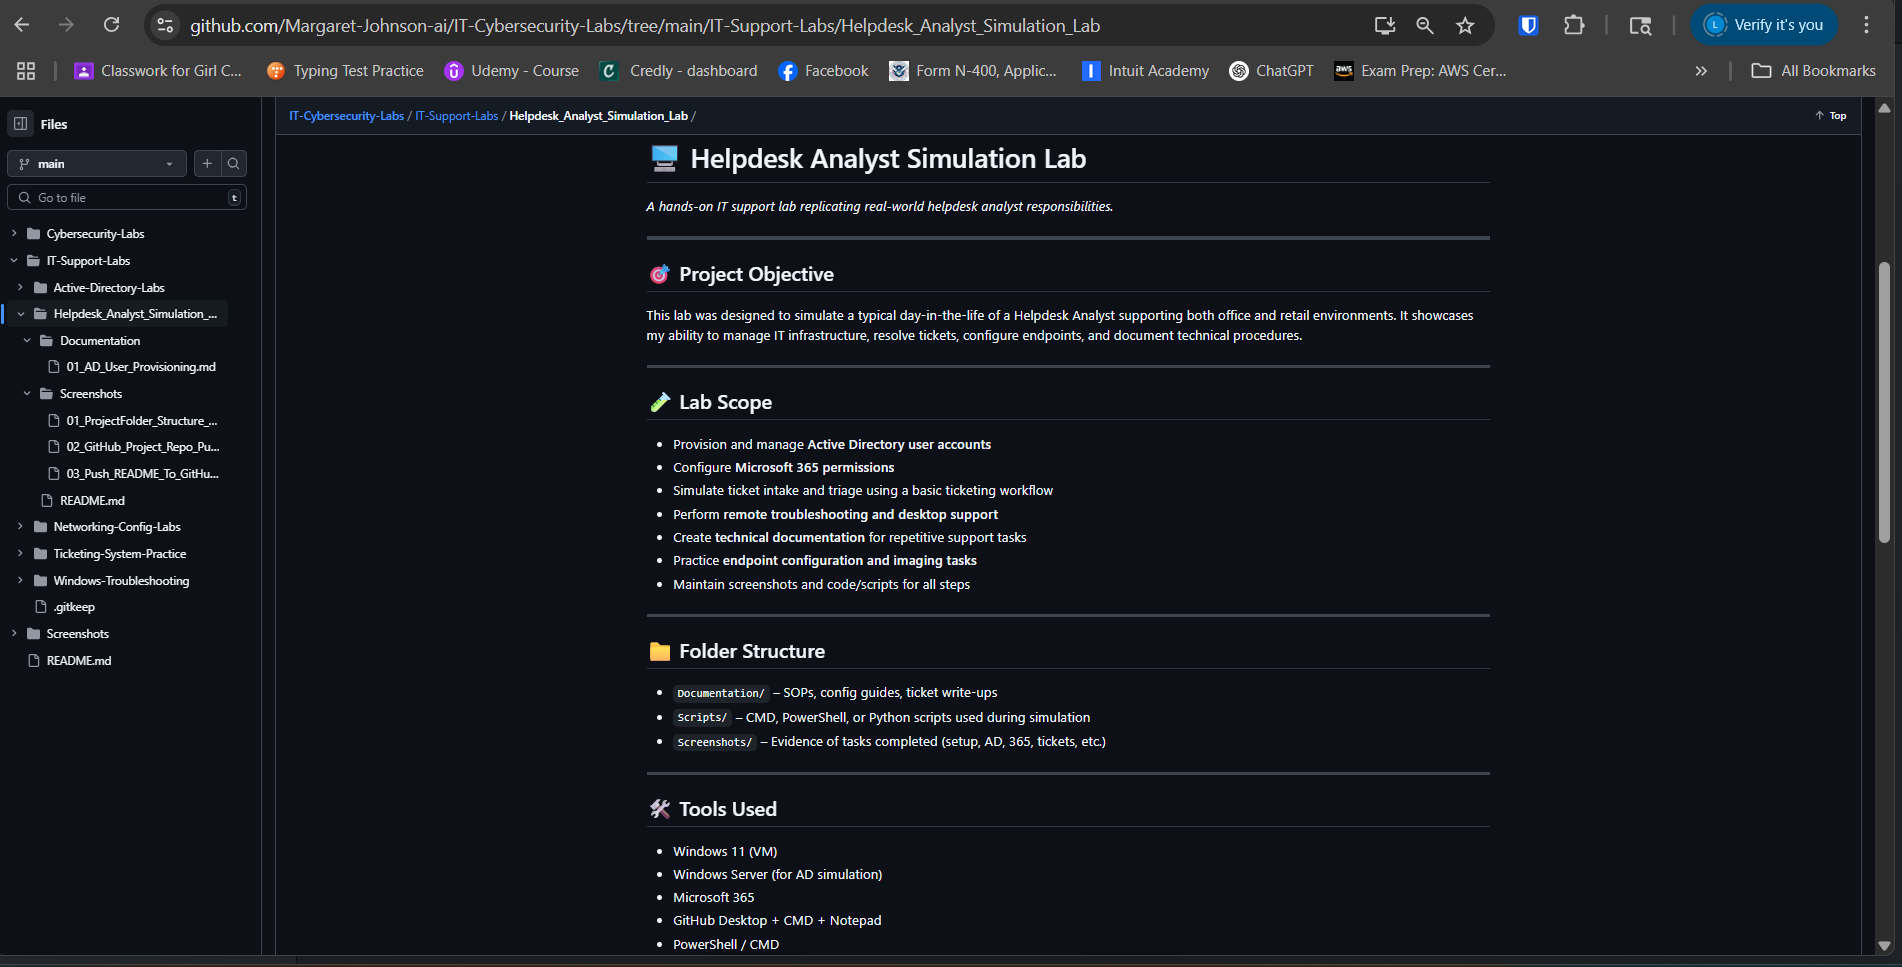 github.com/Margaret-Johnson-ai/IT-Cybersecurity-Labs/tree/main/IT-Support-Labs/Helpdesk_Analyst_Simulation_Lab
L
Verify it's you
Classwork for Girl C...
Typing Test Practice
Udemy - Course
Credly - dashboard
Facebook
Form N-400, Applic...
Intuit Academy
ChatGPT
aws
Exam Prep: AWS Cer...
All Bookmarks
Files
main
Go to file
t
Cybersecurity-Labs
IT-Support-Labs
Active-Directory-Labs
Helpdesk_Analyst_Simulation_...
Documentation
01_AD_User_Provisioning.md
Screenshots
01_ProjectFolder_Structure_...
02_GitHub_Project_Repo_Pu...
03_Push_README_To_GitHu...
README.md
Networking-Config-Labs
Ticketing-System-Practice
Windows-Troubleshooting
.gitkeep
Screenshots
README.md
IT-Cybersecurity-Labs / IT-Support-Labs / Helpdesk_Analyst_Simulation_Lab /
Top
Helpdesk Analyst Simulation Lab
A hands-on IT support lab replicating real-world helpdesk analyst responsibilities.
Project Objective
This lab was designed to simulate a typical day-in-the-life of a Helpdesk Analyst supporting both office and retail environments. It showcases
my ability to manage IT infrastructure, resolve tickets, configure endpoints, and document technical procedures.
Lab Scope
• Provision and manage Active Directory user accounts
• Configure Microsoft 365 permissions
• Simulate ticket intake and triage using a basic ticketing workflow
• Perform remote troubleshooting and desktop support
• Create technical documentation for repetitive support tasks
• Practice endpoint configuration and imaging tasks
• Maintain screenshots and code/scripts for all steps
Folder Structure
• Documentation/ – SOPs, config guides, ticket write-ups
• Scripts/ – CMD, PowerShell, or Python scripts used during simulation
• Screenshots/ – Evidence of tasks completed (setup, AD, 365, tickets, etc.)
Tools Used
• Windows 11 (VM)
• Windows Server (for AD simulation)
• Microsoft 365
• GitHub Desktop + CMD + Notepad
• PowerShell / CMD